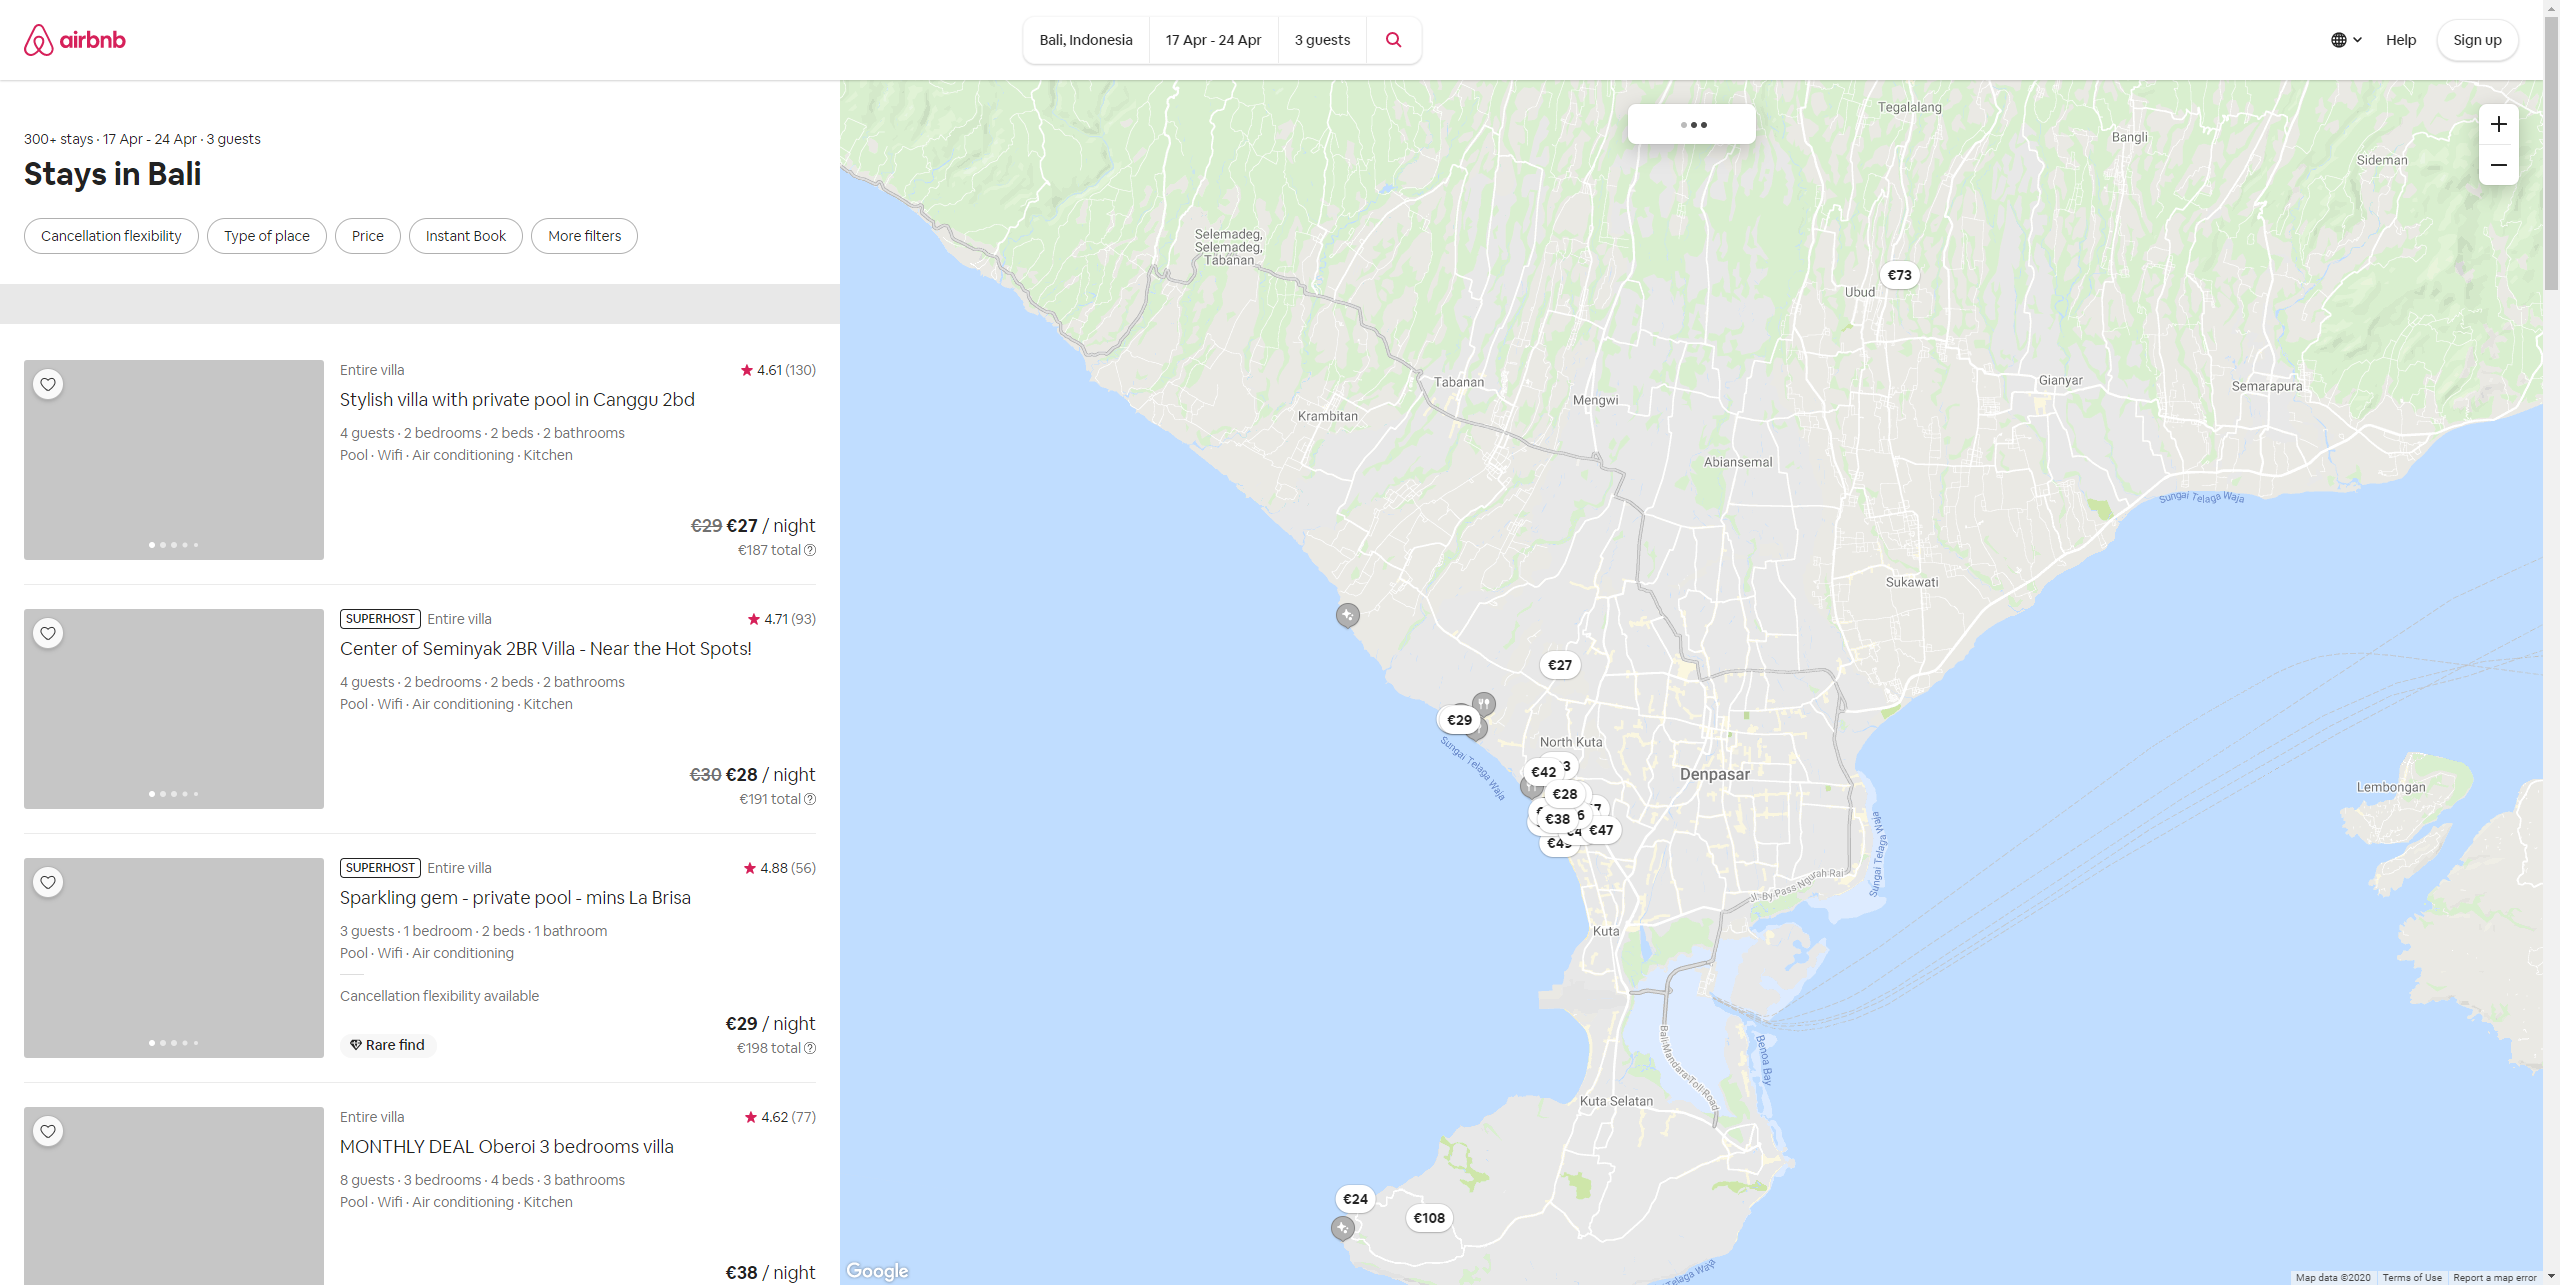 airbnb
Bali, Indonesia
17 Apr - 24 Apr
3 guests
Help
Sign up
300+ stays · 17 Apr - 24 Apr · 3 guests
Stays in Bali
Cancellation flexibility
Type of place
Price
Instant Book
More filters
Entire villa
4.61 (130)
Stylish villa with private pool in Canggu 2bd
4 guests · 2 bedrooms · 2 beds · 2 bathrooms
Pool · Wifi · Air conditioning · Kitchen
€29 €27 / night
€187 total
SUPERHOST Entire villa
4.71 (93)
Center of Seminyak 2BR Villa - Near the Hot Spots!
4 guests · 2 bedrooms · 2 beds · 2 bathrooms
Pool · Wifi · Air conditioning · Kitchen
€30 €28 / night
€191 total
SUPERHOST Entire villa
4.88 (56)
Sparkling gem - private pool - mins La Brisa
3 guests · 1 bedroom · 2 beds · 1 bathroom
Pool · Wifi · Air conditioning
Cancellation flexibility available
Rare find
€29 / night
€198 total
Entire villa
4.62 (77)
MONTHLY DEAL Oberoi 3 bedrooms villa
8 guests · 3 bedrooms · 4 beds · 3 bathrooms
Pool · Wifi · Air conditioning · Kitchen
€38 / night
Tegalalang
Bangli
Sideman
Selemadeg,
Selemadeg,
Tabanan
€73
Ubud
Tabanan
Gianyar
Semarapura
Mengwi
Krambitan
Abiansemal
Sungai Telaga Waja
Sukawati
€27
€29
Sungai Telaga Waja
North Kuta
€42
Denpasar
Lembongan
€28
€38
€47
Sungai Telaga Waja
Jl. By Pass Ngurah Rai
Kuta
Bali Mandara Toll Road
Benoa Bay
Kuta Selatan
€24
€108
Telaga Waja
Google
Map data ©2020
Terms of Use
Report a map error